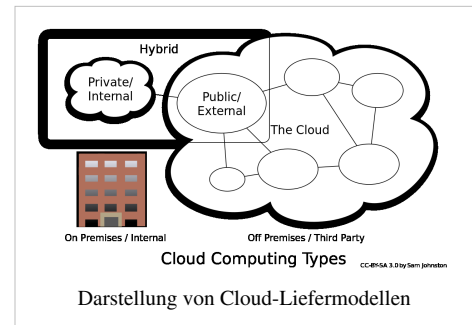 Hybrid
Private/
Internal
Public/
External
The Cloud
On Premises / Internal
Off Premises / Third Party
Cloud Computing Types
CC-BY-SA 3.0 by Sam Johnston
Darstellung von Cloud-Liefermodellen